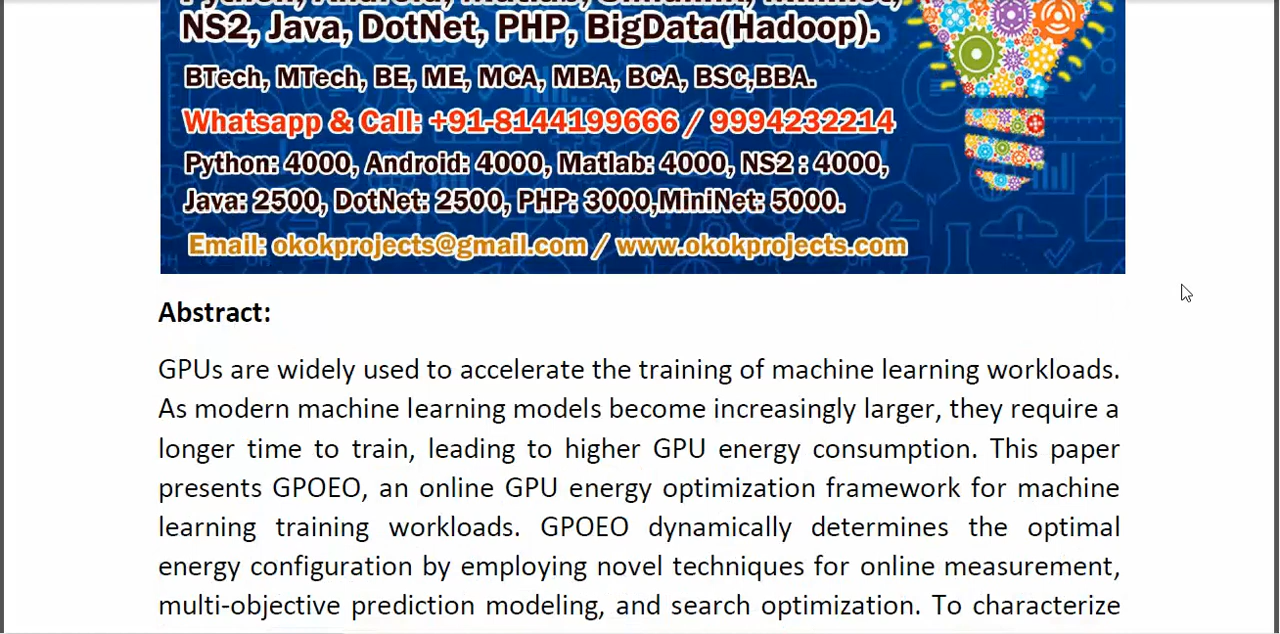 NS2, Java, DotNet, PHP, BigData(Hadoop).
BTech, MTech, BE, ME, MCA, MBA, BCA, BSC,BBA.
Whatsapp & Call: +91-8144199666 / 9994232214
Python: 4000, Android: 4000, Matlab: 4000, NS2 : 4000,
Java: 2500, DotNet: 2500, PHP: 3000,MiniNet: 5000.
Email: okokprojects@gmail.com / www.okokprojects.com
Abstract:
GPUs are widely used to accelerate the training of machine learning workloads.
As modern machine learning models become increasingly larger, they require a
longer time to train, leading to higher GPU energy consumption. This paper
presents GPOEO, an online GPU energy optimization framework for machine
learning training workloads. GPOEO dynamically determines the optimal
energy configuration by employing novel techniques for online measurement,
multi-objective prediction modeling, and search optimization. To characterize